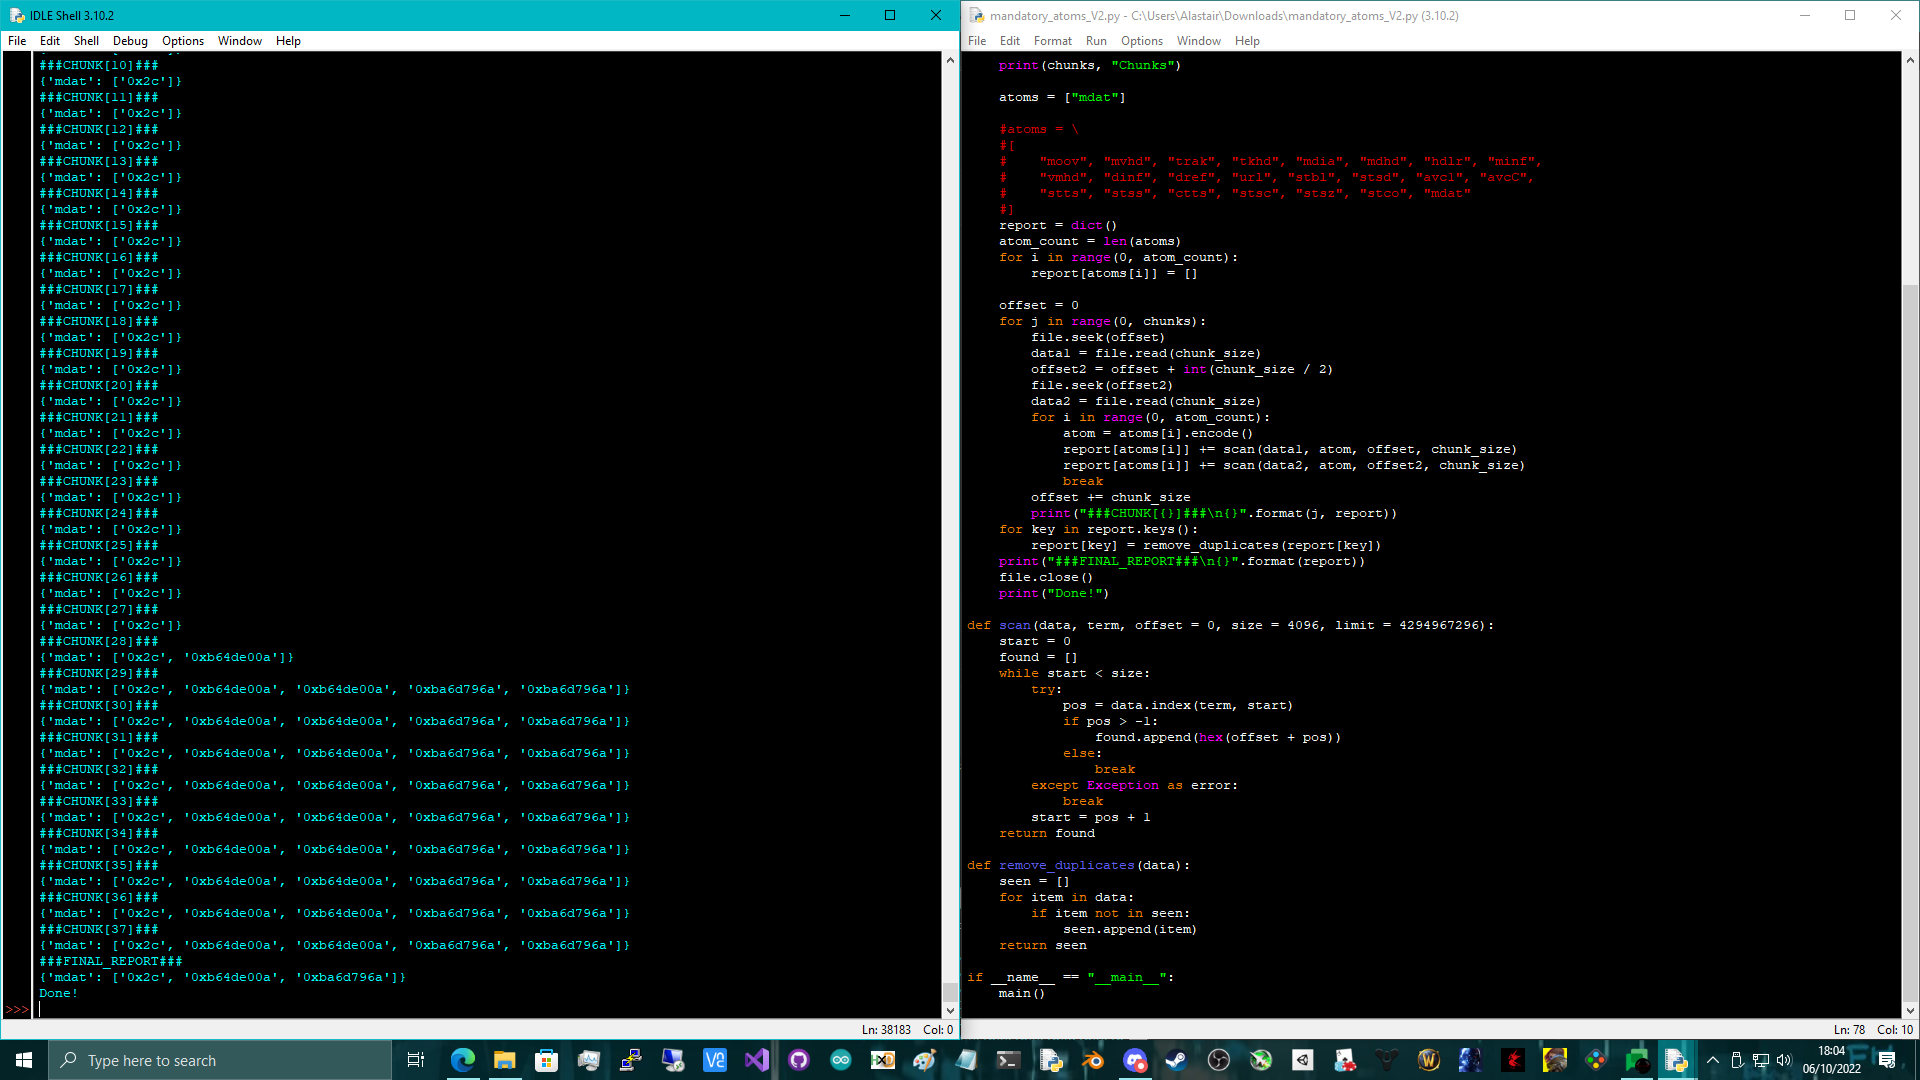 IDLE Shell 3.10.2
File Edit Shell Debug Options Window Help
###CHUNK[10]###
{'mdat': ['0x2c']}
###CHUNK[11]###
{'mdat': ['0x2c']}
###CHUNK[12]###
{'mdat': ['0x2c']}
###CHUNK[13]###
{'mdat': ['0x2c']}
###CHUNK[14]###
{'mdat': ['0x2c']}
###CHUNK[15]###
{'mdat': ['0x2c']}
###CHUNK[16]###
{'mdat': ['0x2c']}
###CHUNK[17]###
{'mdat': ['0x2c']}
###CHUNK[18]###
{'mdat': ['0x2c']}
###CHUNK[19]###
{'mdat': ['0x2c']}
###CHUNK[20]###
{'mdat': ['0x2c']}
###CHUNK[21]###
{'mdat': ['0x2c']}
###CHUNK[22]###
{'mdat': ['0x2c']}
###CHUNK[23]###
{'mdat': ['0x2c']}
###CHUNK[24]###
{'mdat': ['0x2c']}
###CHUNK[25]###
{'mdat': ['0x2c']}
###CHUNK[26]###
{'mdat': ['0x2c']}
###CHUNK[27]###
{'mdat': ['0x2c']}
###CHUNK[28]###
{'mdat': ['0x2c', '0xb64de00a']}
###CHUNK[29]###
{'mdat': ['0x2c', '0xb64de00a', '0xb64de00a', '0xba6d796a', '0xba6d796a']}
###CHUNK[30]###
{'mdat': ['0x2c', '0xb64de00a', '0xb64de00a', '0xba6d796a', '0xba6d796a']}
###CHUNK[31]###
{'mdat': ['0x2c', '0xb64de00a', '0xb64de00a', '0xba6d796a', '0xba6d796a']}
###CHUNK[32]###
{'mdat': ['0x2c', '0xb64de00a', '0xb64de00a', '0xba6d796a', '0xba6d796a']}
###CHUNK[33]###
{'mdat': ['0x2c', '0xb64de00a', '0xb64de00a', '0xba6d796a', '0xba6d796a']}
###CHUNK[34]###
{'mdat': ['0x2c', '0xb64de00a', '0xb64de00a', '0xba6d796a', '0xba6d796a']}
###CHUNK[35]###
{'mdat': ['0x2c', '0xb64de00a', '0xb64de00a', '0xba6d796a', '0xba6d796a']}
###CHUNK[36]###
{'mdat': ['0x2c', '0xb64de00a', '0xb64de00a', '0xba6d796a', '0xba6d796a']}
###CHUNK[37]###
{'mdat': ['0x2c', '0xb64de00a', '0xb64de00a', '0xba6d796a', '0xba6d796a']}
###FINAL_REPORT###
{'mdat': ['0x2c', '0xb64de00a', '0xba6d796a']}
Done!
>>>
Ln: 38183 Col: 0
mandatory_atoms_V2.py - C:\Users\Alastair\Downloads\mandatory_atoms_V2.py (3.10.2)
File Edit Format Run Options Window Help
    print(chunks, "Chunks")
    atoms = ["mdat"]
    #atoms = \
    #[
    #    "moov", "mvhd", "trak", "tkhd", "mdia", "mdhd", "hdlr", "minf",
    #    "vmhd", "dinf", "dref", "url", "stbl", "stsd", "avc1", "avcC",
    #    "stts", "stss", "ctts", "stsc", "stsz", "stco", "mdat"
    #]
    report = dict()
    atom_count = len(atoms)
    for i in range(0, atom_count):
        report[atoms[i]] = []
    offset = 0
    for j in range(0, chunks):
        file.seek(offset)
        data1 = file.read(chunk_size)
        offset2 = offset + int(chunk_size / 2)
        file.seek(offset2)
        data2 = file.read(chunk_size)
        for i in range(0, atom_count):
            atom = atoms[i].encode()
            report[atoms[i]] += scan(data1, atom, offset, chunk_size)
            report[atoms[i]] += scan(data2, atom, offset2, chunk_size)
            break
        offset += chunk_size
        print("###CHUNK[{}]###\n{}".format(j, report))
    for key in report.keys():
        report[key] = remove_duplicates(report[key])
    print("###FINAL_REPORT###\n{}".format(report))
    file.close()
    print("Done!")
def scan(data, term, offset = 0, size = 4096, limit = 4294967296):
    start = 0
    found = []
    while start < size:
        try:
            pos = data.index(term, start)
            if pos > -1:
                found.append(hex(offset + pos))
            else:
                break
        except Exception as error:
            break
        start = pos + 1
    return found
def remove_duplicates(data):
    seen = []
    for item in data:
        if item not in seen:
            seen.append(item)
    return seen
if __name__ == "__main__":
    main()
Ln: 78 Col: 10
Type here to search
18:04
06/10/2022